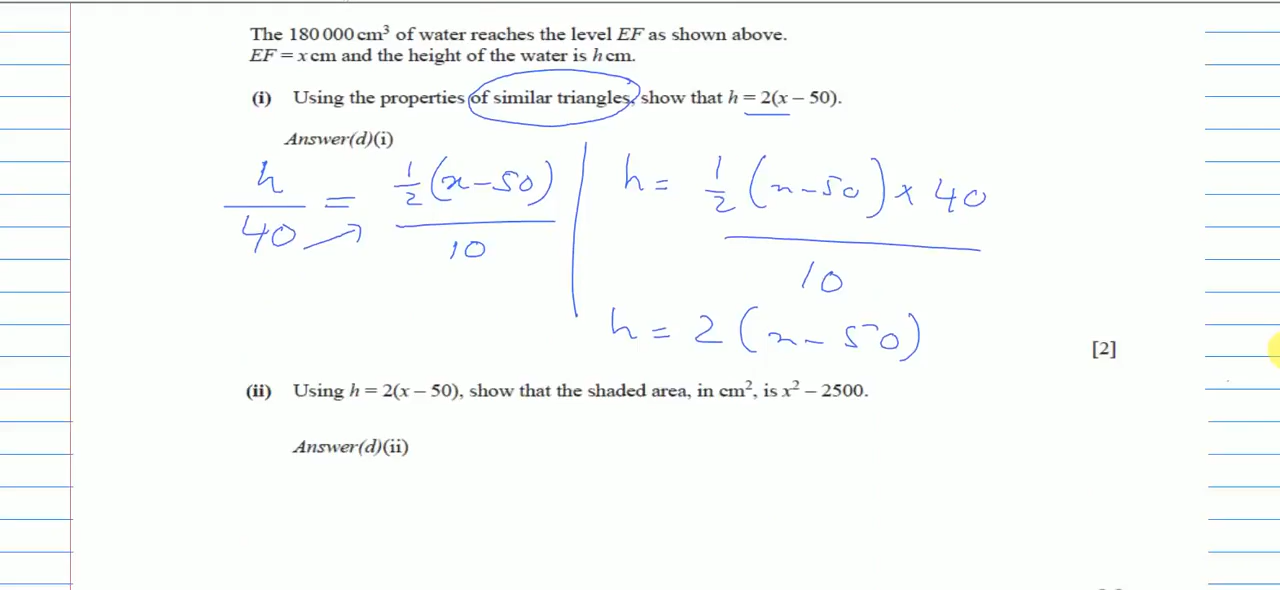 The 180 000 cm³ of water reaches the level EF as shown above.
EF = x cm and the height of the water is h cm.
(i) Using the properties of similar triangles, show that h = 2(x – 50).
Answer(d)(i)
h/40 = ½(x – 50)/10
h = ½(x – 50) × 40/10
h = 2(x – 50)
[2]
(ii) Using h = 2(x – 50), show that the shaded area, in cm², is x² – 2500.
Answer(d)(ii)